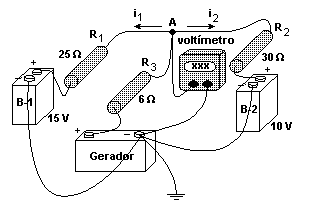 i1 A i2
R1 voltímetro R2
25 Ω R3 xxx 30 Ω
+ − 6 Ω + −
B-1 B-2
15 V + − 10 V
Gerador